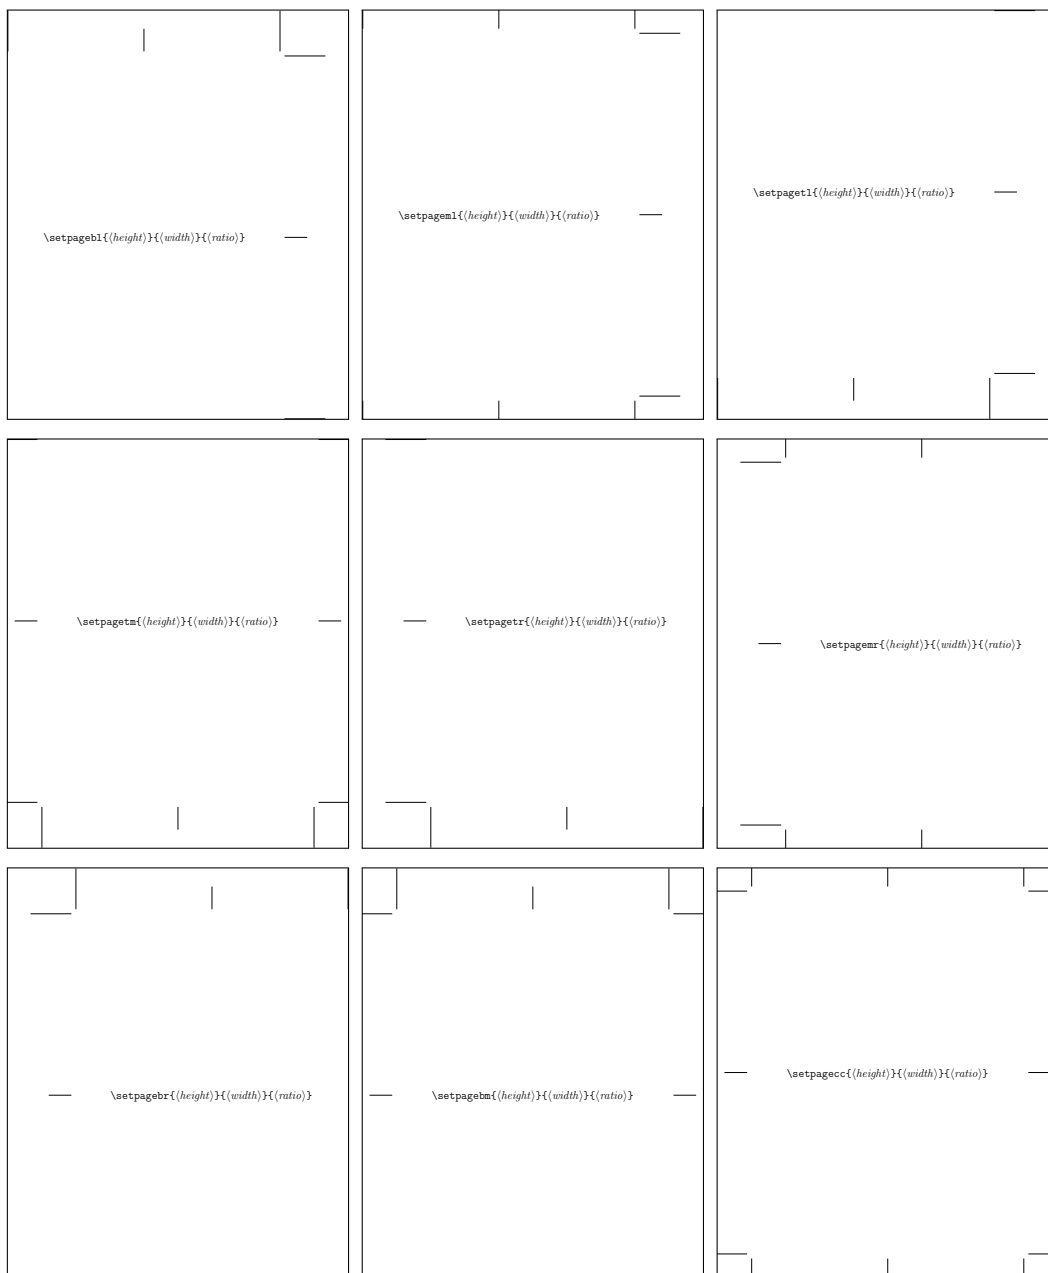 \setpagebl{⟨height⟩}{⟨width⟩}{⟨ratio⟩}
\setpageml{⟨height⟩}{⟨width⟩}{⟨ratio⟩}
\setpagetl{⟨height⟩}{⟨width⟩}{⟨ratio⟩}
\setpagetm{⟨height⟩}{⟨width⟩}{⟨ratio⟩}
\setpagetr{⟨height⟩}{⟨width⟩}{⟨ratio⟩}
\setpagemr{⟨height⟩}{⟨width⟩}{⟨ratio⟩}
\setpagebr{⟨height⟩}{⟨width⟩}{⟨ratio⟩}
\setpagebm{⟨height⟩}{⟨width⟩}{⟨ratio⟩}
\setpagecc{⟨height⟩}{⟨width⟩}{⟨ratio⟩}